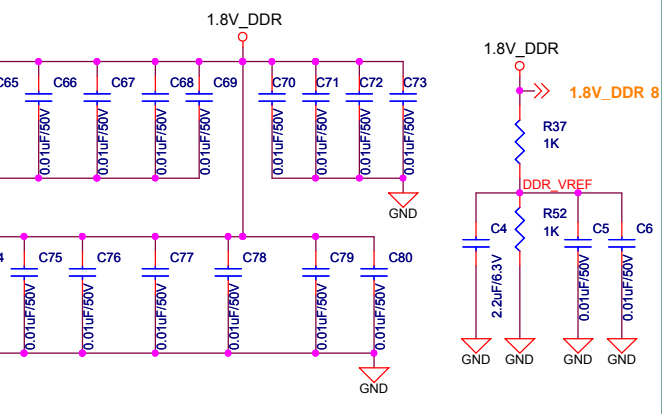 1.8V_DDR
C65 C66 C67 C68 C69 C70 C71 C72 C73
0.01uF/50V 0.01uF/50V 0.01uF/50V 0.01uF/50V 0.01uF/50V 0.01uF/50V 0.01uF/50V 0.01uF/50V
GND
4 C75 C76 C77 C78 C79 C80
0.01uF/50V 0.01uF/50V 0.01uF/50V 0.01uF/50V 0.01uF/50V 0.01uF/50V
GND
1.8V_DDR
1.8V_DDR 8
R37
1K
DDR_VREF
C4 R52 C5 C6
1K
2.2uF/6.3V 0.01uF/50V 0.01uF/50V
GND GND GND GND